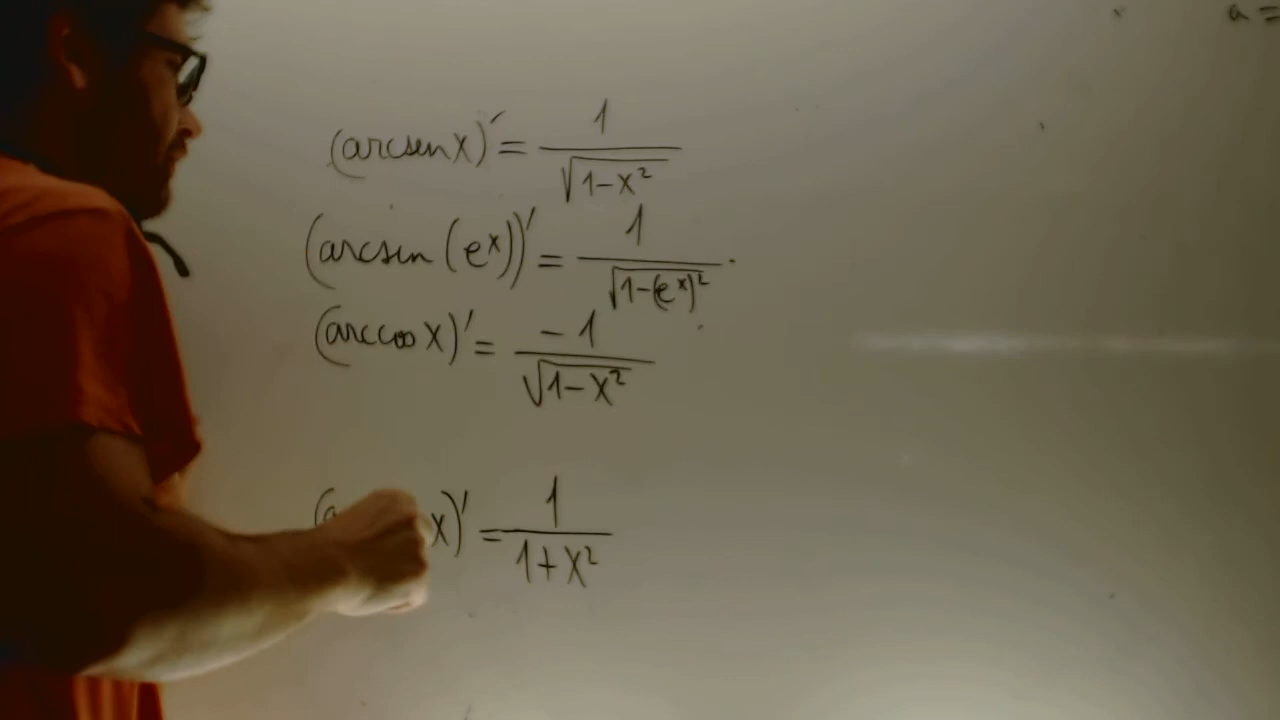 a =
(arcsen x)' = 1/√(1-x²)
(arcsin (eˣ))' = 1/√(1-(eˣ)²) ·
(arccos x)' = -1/√(1-x²)
x)' = 1/(1+x²)